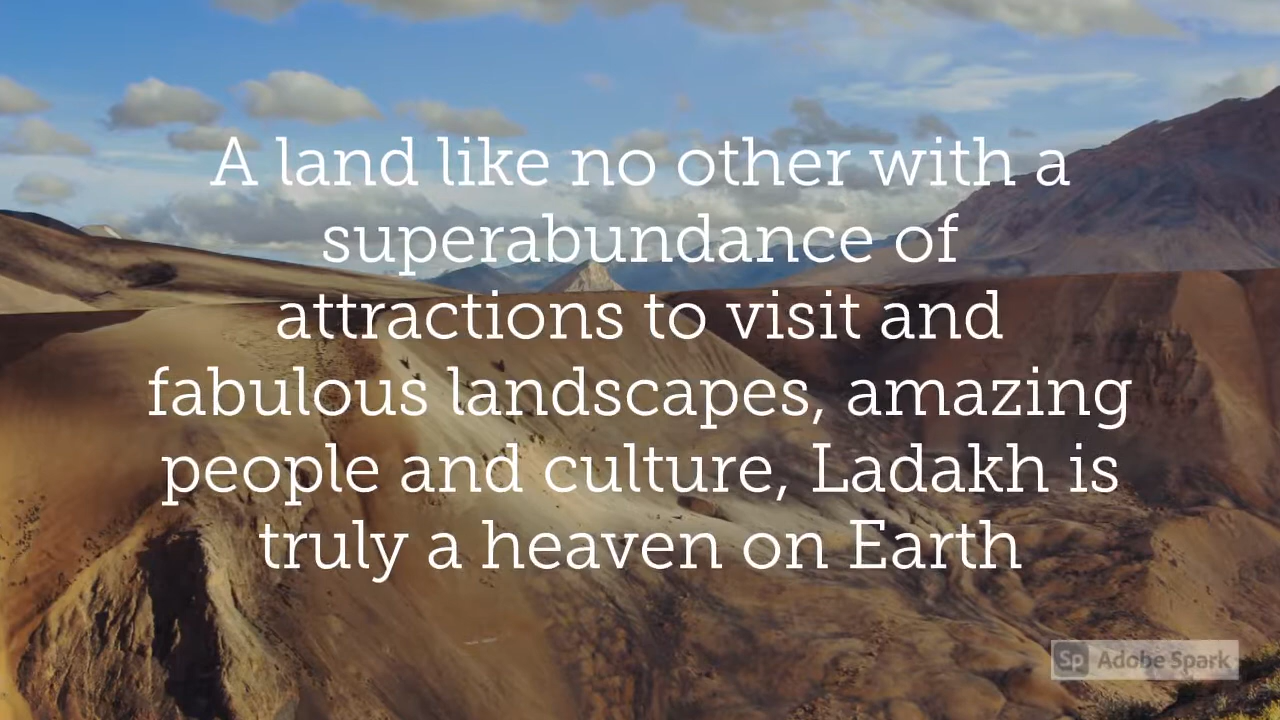 A land like no other with a
superabundance of
attractions to visit and
fabulous landscapes, amazing
people and culture, Ladakh is
truly a heaven on Earth
Sp Adobe Spark